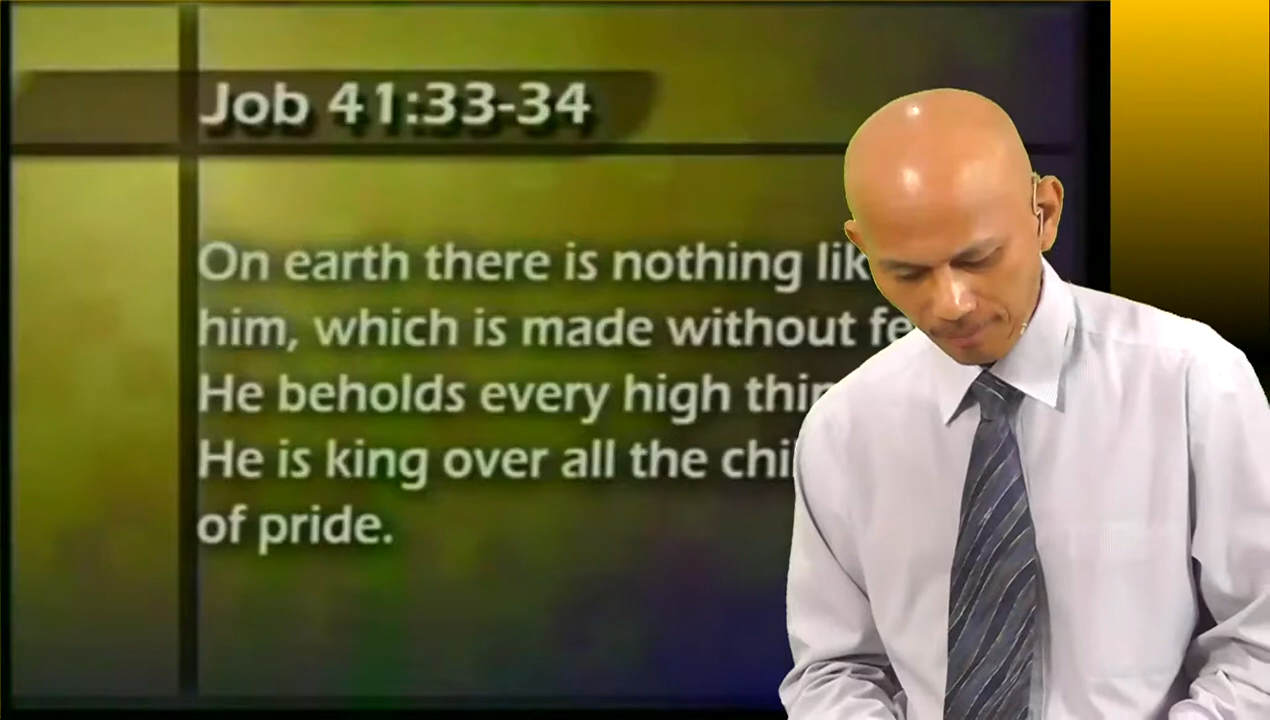 Job 41:33-34
On earth there is nothing lik
him, which is made without fe
He beholds every high thin
He is king over all the chil
of pride.